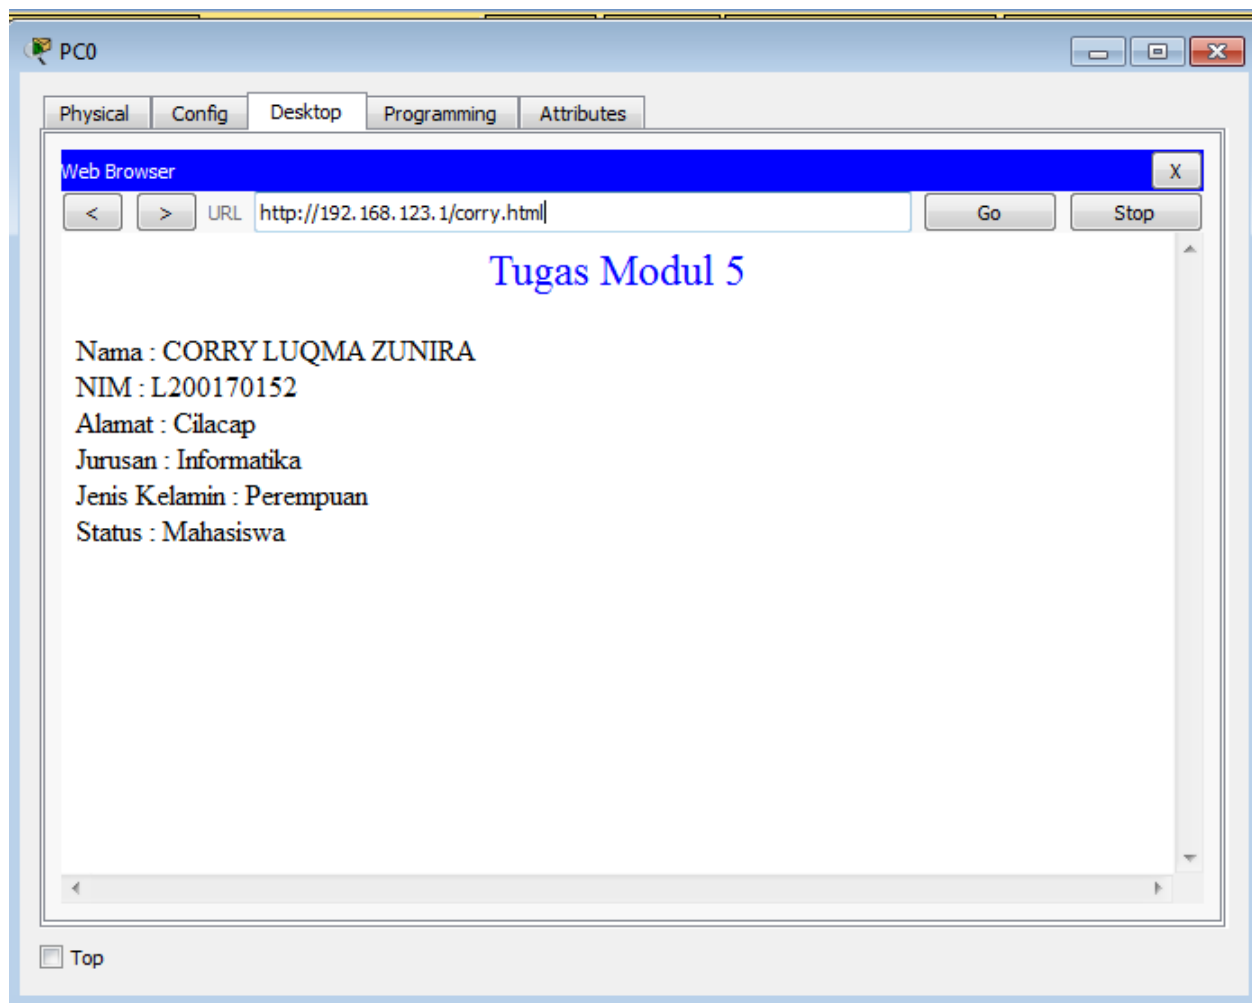 PC0
Physical Config Desktop Programming Attributes
Web Browser X
< > URL http://192.168.123.1/corry.html Go Stop
Tugas Modul 5
Nama : CORRY LUQMA ZUNIRA
NIM : L200170152
Alamat : Cilacap
Jurusan : Informatika
Jenis Kelamin : Perempuan
Status : Mahasiswa
Top